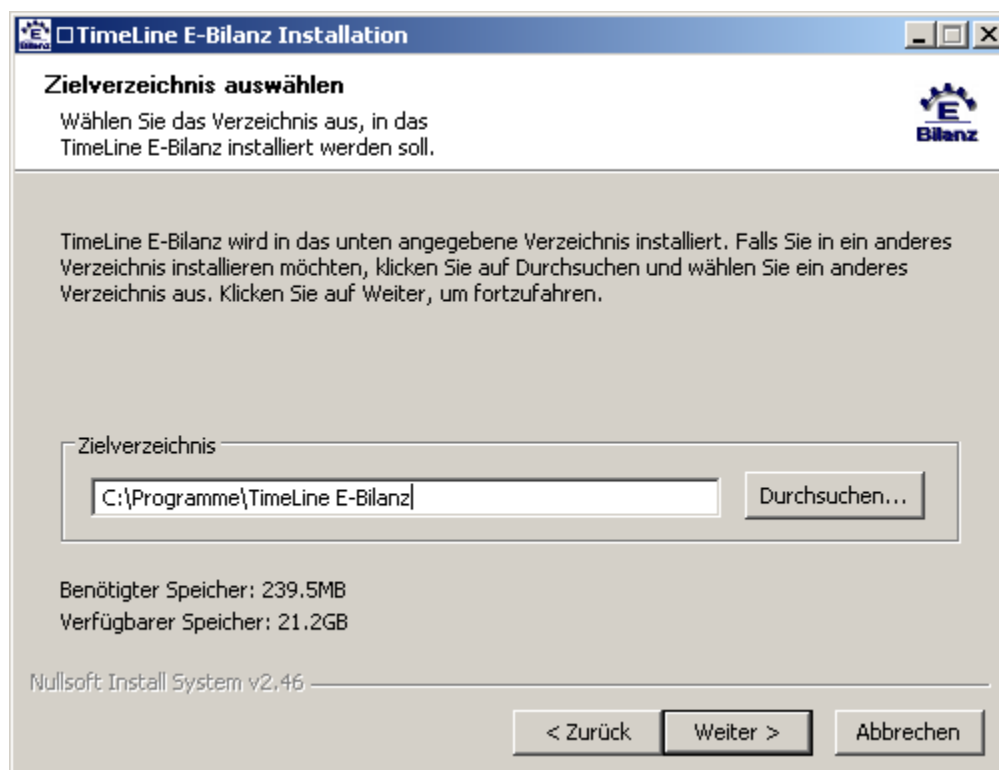 TimeLine E-Bilanz Installation
Zielverzeichnis auswählen
Wählen Sie das Verzeichnis aus, in das
TimeLine E-Bilanz installiert werden soll.
E
Bilanz
TimeLine E-Bilanz wird in das unten angegebene Verzeichnis installiert. Falls Sie in ein anderes
Verzeichnis installieren möchten, klicken Sie auf Durchsuchen und wählen Sie ein anderes
Verzeichnis aus. Klicken Sie auf Weiter, um fortzufahren.
Zielverzeichnis
C:\Programme\TimeLine E-Bilanz
Durchsuchen...
Benötigter Speicher: 239.5MB
Verfügbarer Speicher: 21.2GB
Nullsoft Install System v2.46
< Zurück
Weiter >
Abbrechen